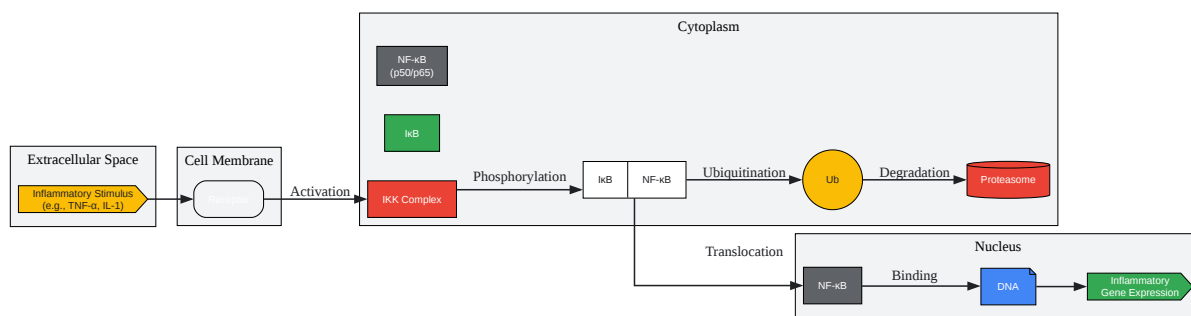 Cytoplasm
NF-κB
(p50/p65)
IκB
Extracellular Space
Inflammatory Stimulus
(e.g., TNF-α, IL-1)
Cell Membrane
Receptor
Activation
IKK Complex
Phosphorylation
IκB
NF-κB
Ubiquitination
Ub
Degradation
Proteasome
Translocation
Nucleus
NF-κB
Binding
DNA
Inflammatory
Gene Expression